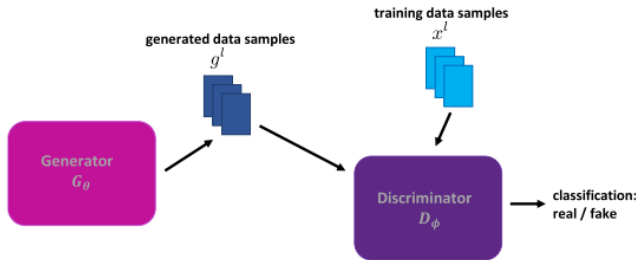 training data samples
x^l
generated data samples
g^l
Generator
G_θ
Discriminator
D_ϕ
classification:
real / fake